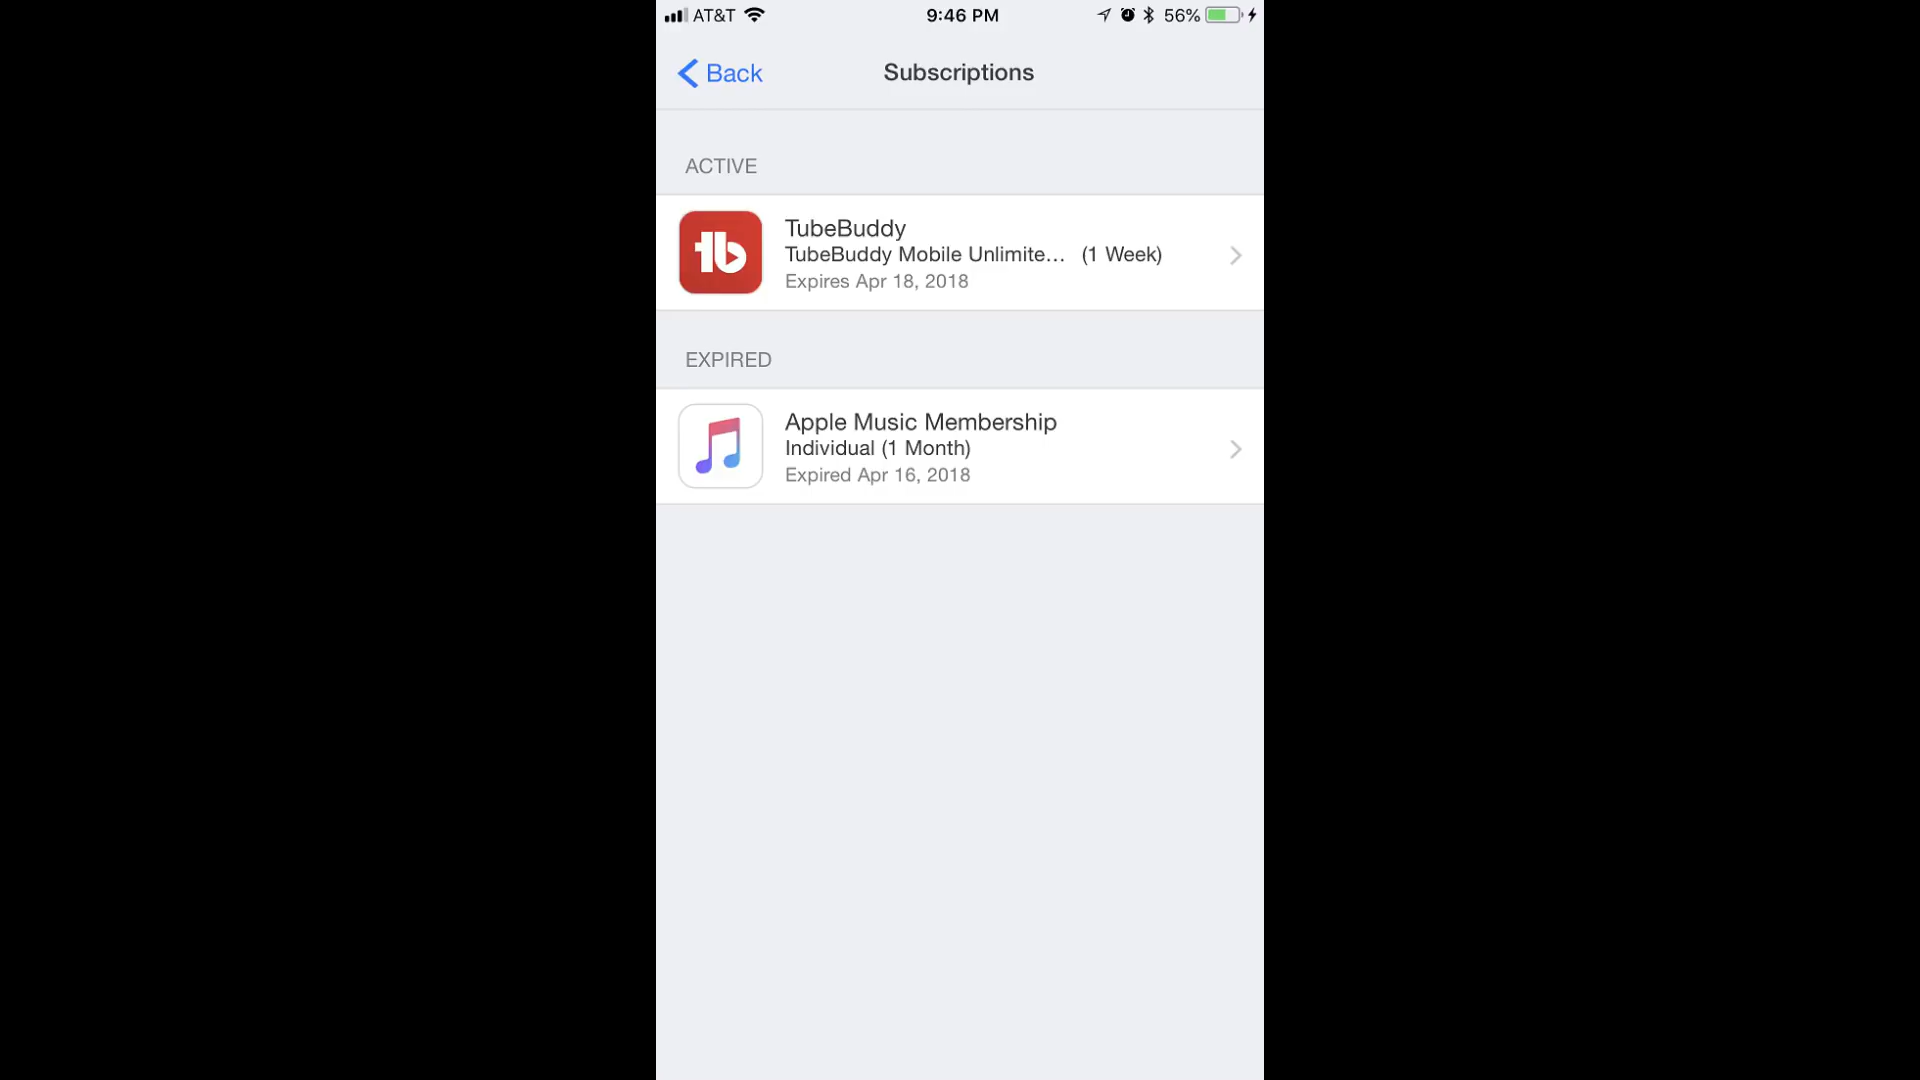 AT&T 9:46 PM 56%
Back Subscriptions
ACTIVE
TubeBuddy
TubeBuddy Mobile Unlimite... (1 Week)
Expires Apr 18, 2018
EXPIRED
Apple Music Membership
Individual (1 Month)
Expired Apr 16, 2018